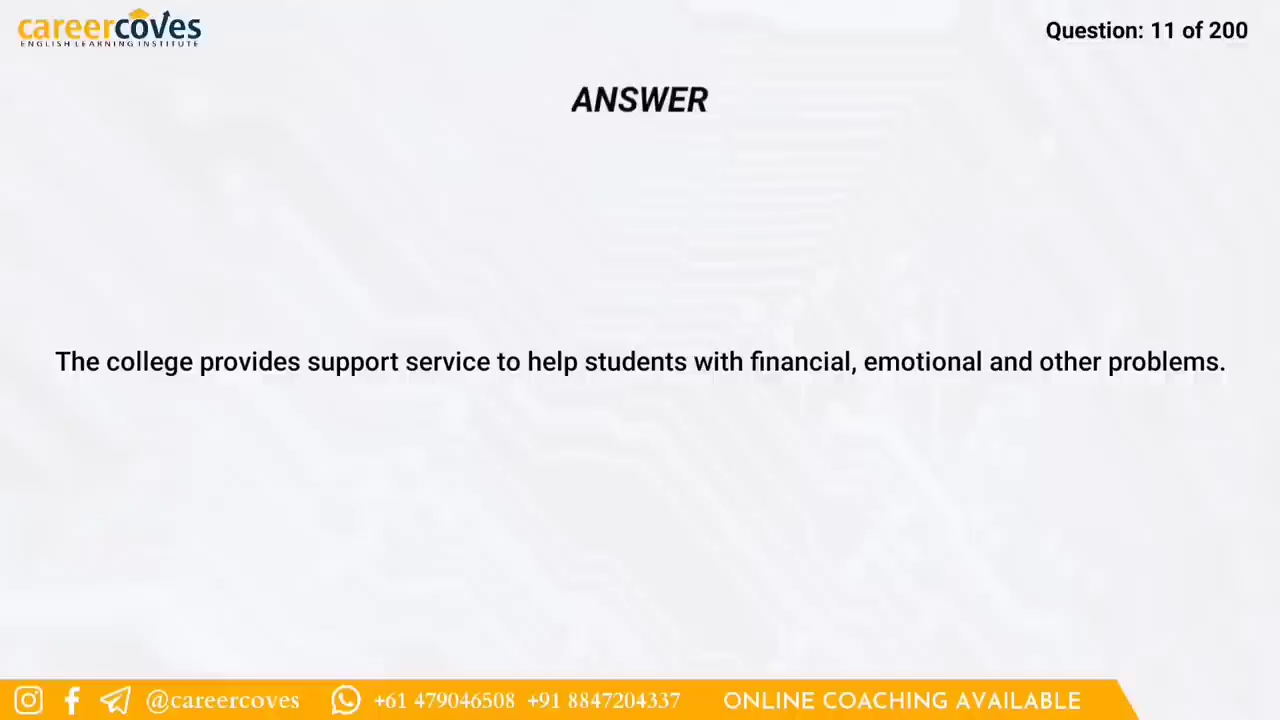 careercoves
ENGLISH LEARNING INSTITUTE
Question: 11 of 200
ANSWER
The college provides support service to help students with financial, emotional and other problems.
@careercoves +61 479046508 +91 8847204337 ONLINE COACHING AVAILABLE